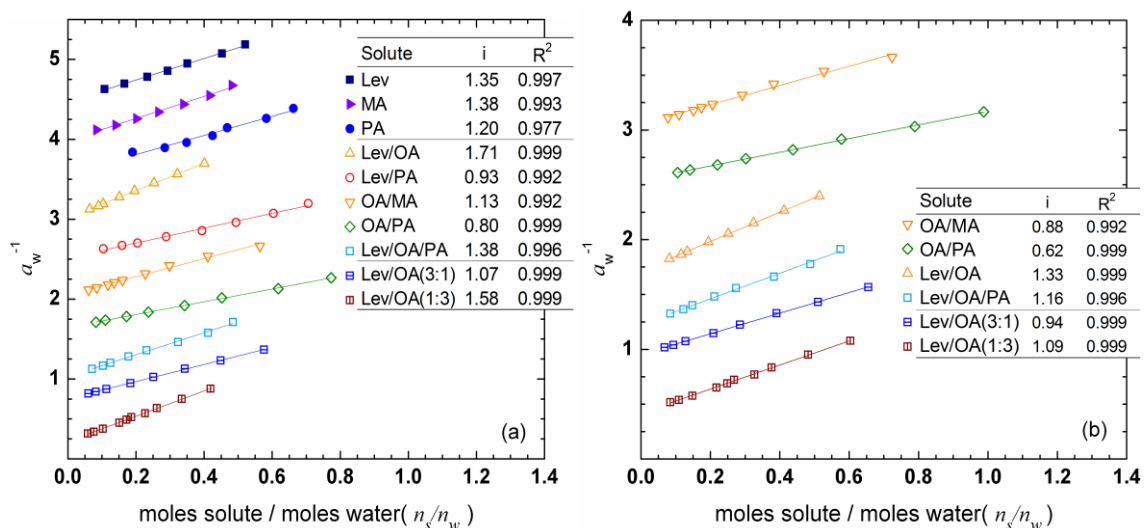 Solute i R²
Lev 1.35 0.997
MA 1.38 0.993
PA 1.20 0.977
Lev/OA 1.71 0.999
Lev/PA 0.93 0.992
OA/MA 1.13 0.992
OA/PA 0.80 0.999
Lev/OA/PA 1.38 0.996
Lev/OA(3:1) 1.07 0.999
Lev/OA(1:3) 1.58 0.999
5
4
3
2
1
a_w⁻¹
(a)
0.0 0.2 0.4 0.6 0.8 1.0 1.2 1.4
moles solute / moles water( n_s/n_w )
Solute i R²
OA/MA 0.88 0.992
OA/PA 0.62 0.999
Lev/OA 1.33 0.999
Lev/OA/PA 1.16 0.996
Lev/OA(3:1) 0.94 0.999
Lev/OA(1:3) 1.09 0.999
4
3
2
1
a_w⁻¹
(b)
0.0 0.2 0.4 0.6 0.8 1.0 1.2 1.4
moles solute / moles water( n_s/n_w )